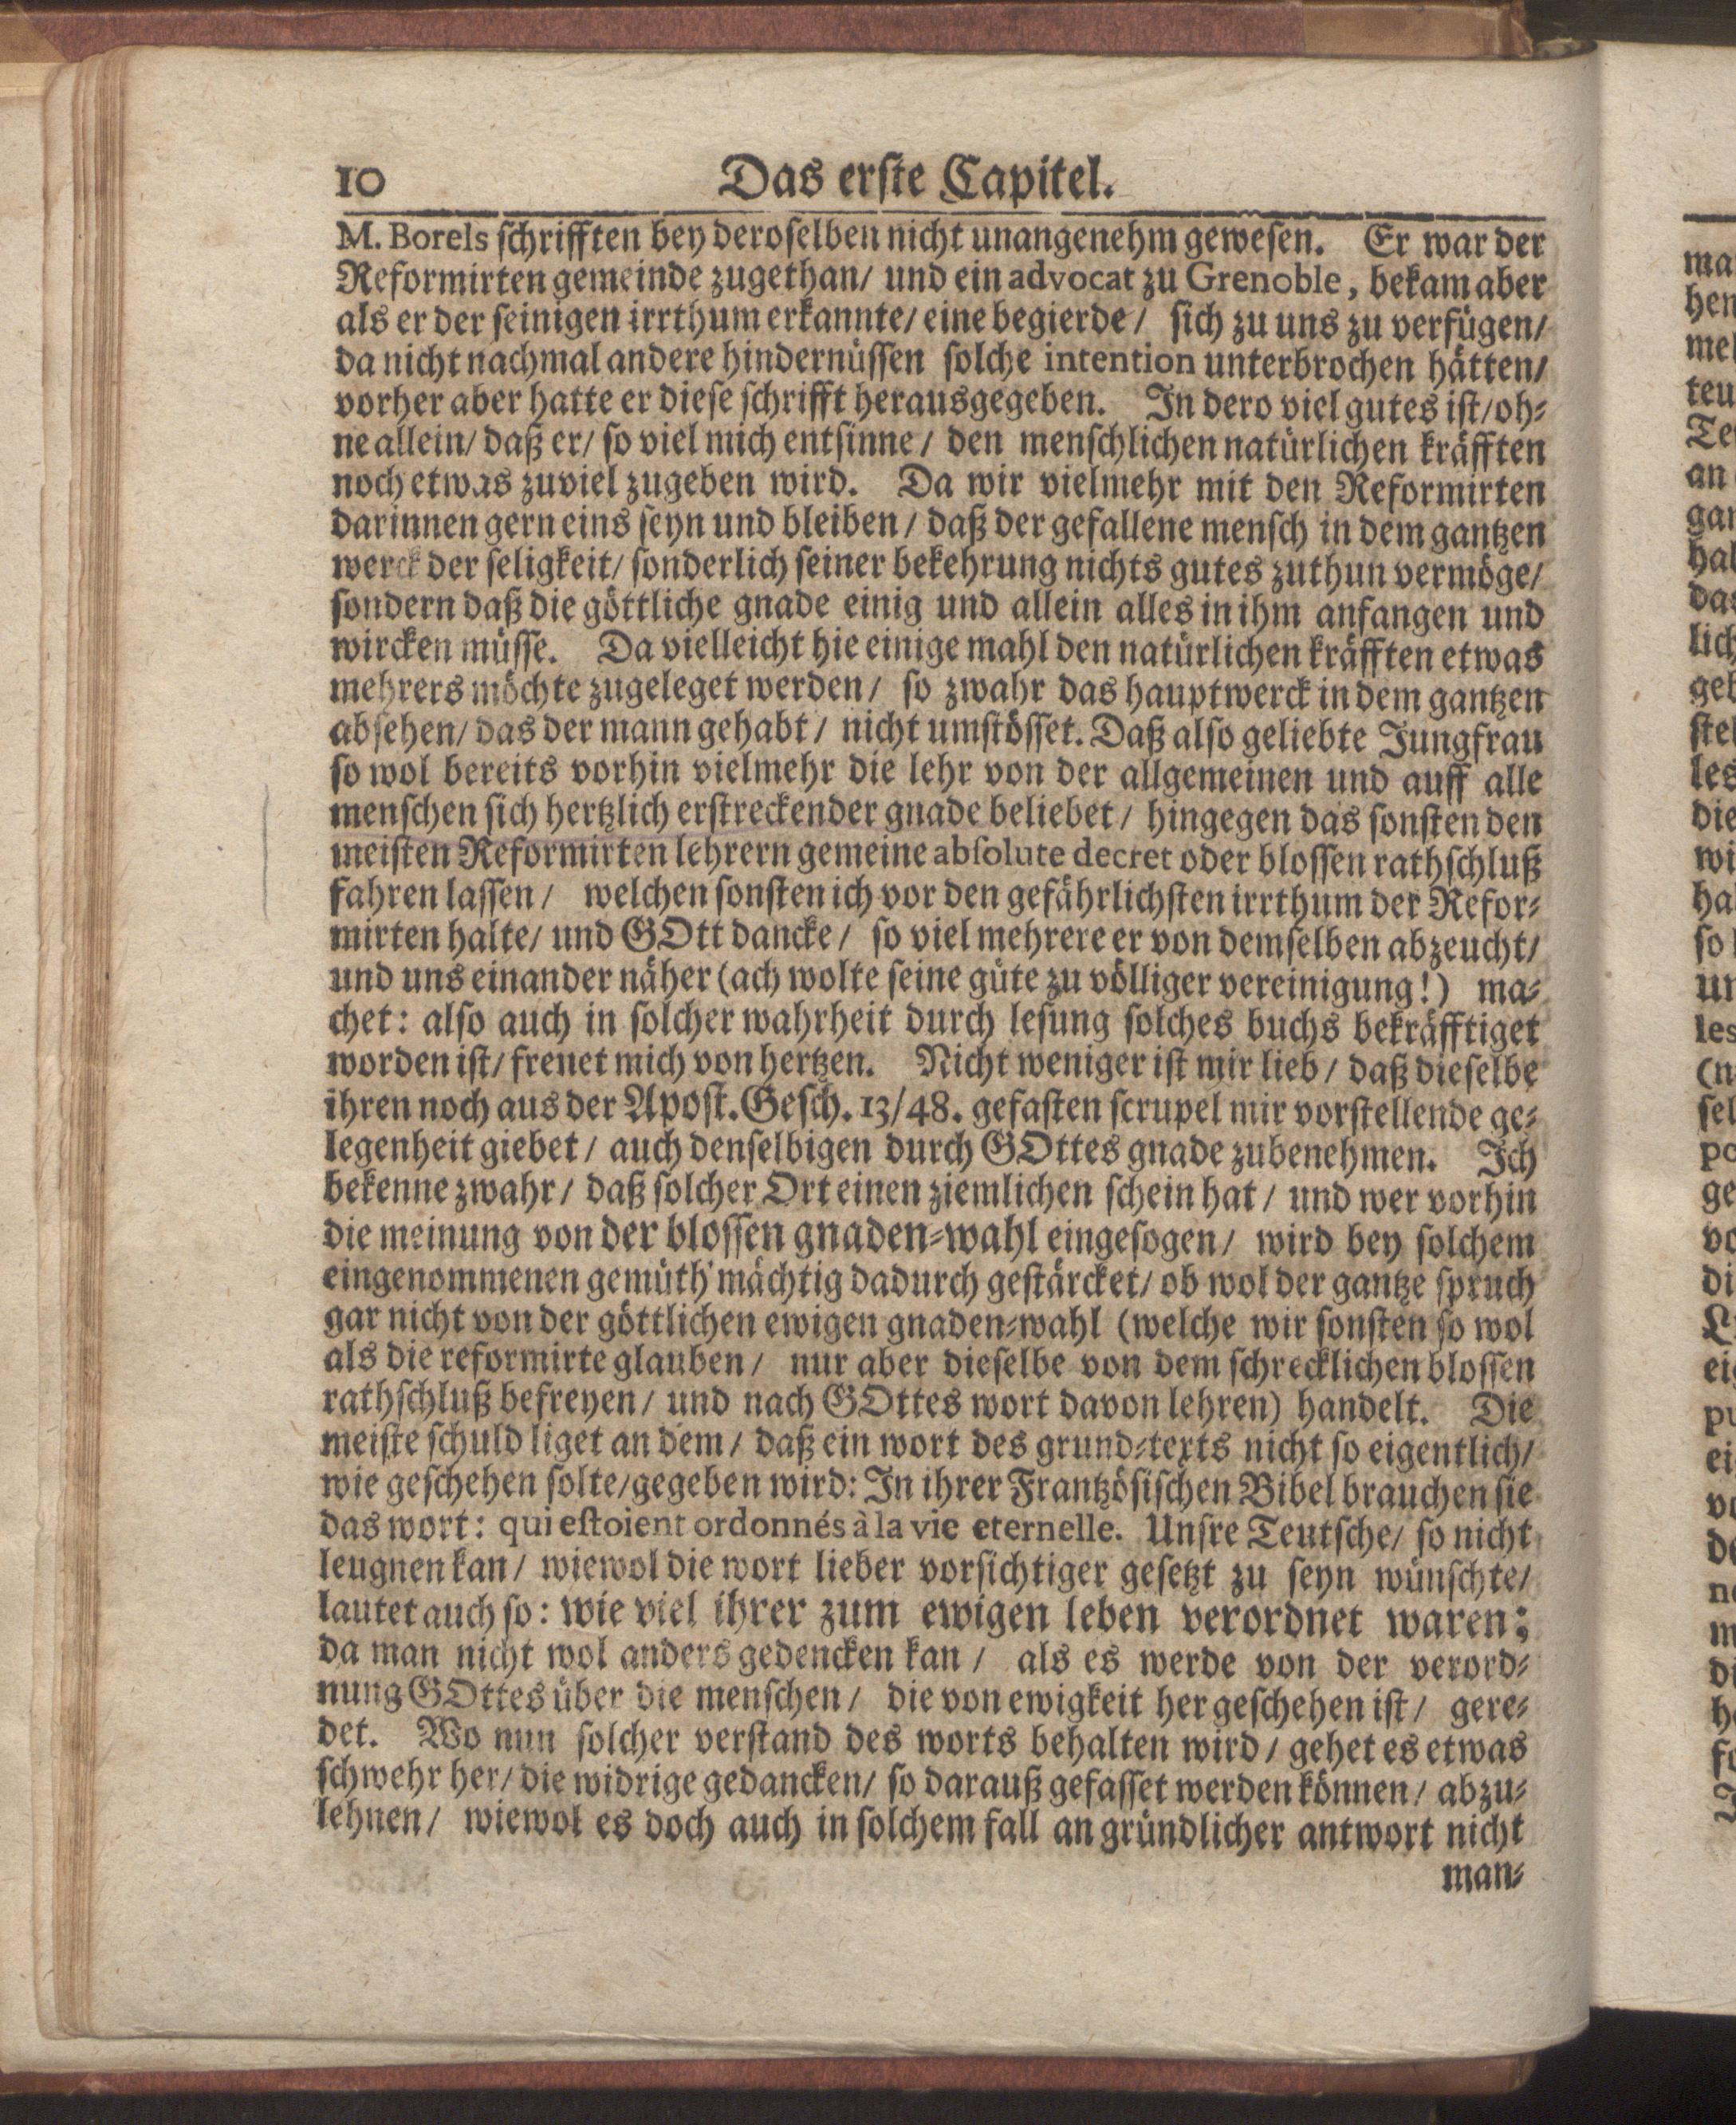 10 Das erste Capitel.
M. Borels schrifften bey deroselben nicht unangenehm gewesen. Er war der
Reformirten gemeinde zugethan/ und ein advocat zu Grenoble, bekam aber
als er der seinigen irrthum erkannte/ eine begierde/ sich zu uns zu verfügen/
da nicht nachmal andere hindernüssen solche intention unterbrochen hätten/
vorher aber hatte er diese schrifft herausgegeben. In dero viel gutes ist/ oh-
ne allein/ daß er/ so viel mich entsinne/ den menschlichen natürlichen kräfften
noch etwas zuviel zugeben wird. Da wir vielmehr mit den Reformirten
darinnen gern eins seyn und bleiben/ daß der gefallene mensch in dem gantzen
werck der seligkeit/ sonderlich seiner bekehrung nichts gutes zuthun vermöge/
sondern daß die göttliche gnade einig und allein alles in ihm anfangen und
wircken müsse. Da vielleicht hie einige mahl den natürlichen kräfften etwas
mehrers möchte zugeleget werden/ so zwahr das hauptwerck in dem gantzen
absehen/ das der mann gehabt/ nicht umstösset. Daß also geliebte Jungfrau
so wol bereits vorhin vielmehr die lehr von der allgemeinen und auff alle
menschen sich hertzlich erstreckender gnade beliebet/ hingegen das sonsten den
meisten Reformirten lehrern gemeine absolute decret oder blossen rathschluß
fahren lassen/ welchen sonsten ich vor den gefährlichsten irrthum der Refor-
mirten halte/ und GOtt dancke/ so viel mehrere er von demselben abzeucht/
und uns einander näher (ach wolte seine güte zu völliger vereinigung!) ma-
chet: also auch in solcher wahrheit durch lesung solches buchs bekräfftiget
worden ist/ freuet mich von hertzen. Nicht weniger ist mir lieb/ daß dieselbe
ihren noch aus der Apost. Gesch. 13/48. gefasten scrupel mir vorstellende ge-
legenheit giebet/ auch denselbigen durch GOttes gnade zubenehmen. Ich
bekenne zwahr/ daß solcher Ort einen ziemlichen schein hat/ und wer vorhin
die meinung von der blossen gnaden-wahl eingesogen/ wird bey solchem
eingenommenen gemüth mächtig dadurch gestärcket/ ob wol der gantze spruch
gar nicht von der göttlichen ewigen gnaden-wahl (welche wir sonsten so wol
als die reformirte glauben/ nur aber dieselbe von dem schrecklichen blossen
rathschluß befreyen/ und nach GOttes wort davon lehren) handelt. Die
meiste schuld liget an dem/ daß ein wort des grund-texts nicht so eigentlich/
wie geschehen solte/ gegeben wird: In ihrer Frantzösischen Bibel brauchen sie
das wort: qui estoient ordonnés à la vie eternelle. Unsre Teutsche/ so nicht
leugnen kan/ wiewol die wort lieber vorsichtiger gesetzt zu seyn wünschte/
lautet auch so: wie viel ihrer zum ewigen leben verordnet waren;
da man nicht wol anders gedencken kan/ als es werde von der verord-
nung GOttes über die menschen/ die von ewigkeit her geschehen ist/ gere-
det. Wo nun solcher verstand des worts behalten wird/ gehet es etwas
schwehr her/ die widrige gedancken/ so darauß gefasset werden können/ abzu-
lehnen/ wiewol es doch auch in solchem fall an gründlicher antwort nicht
man-